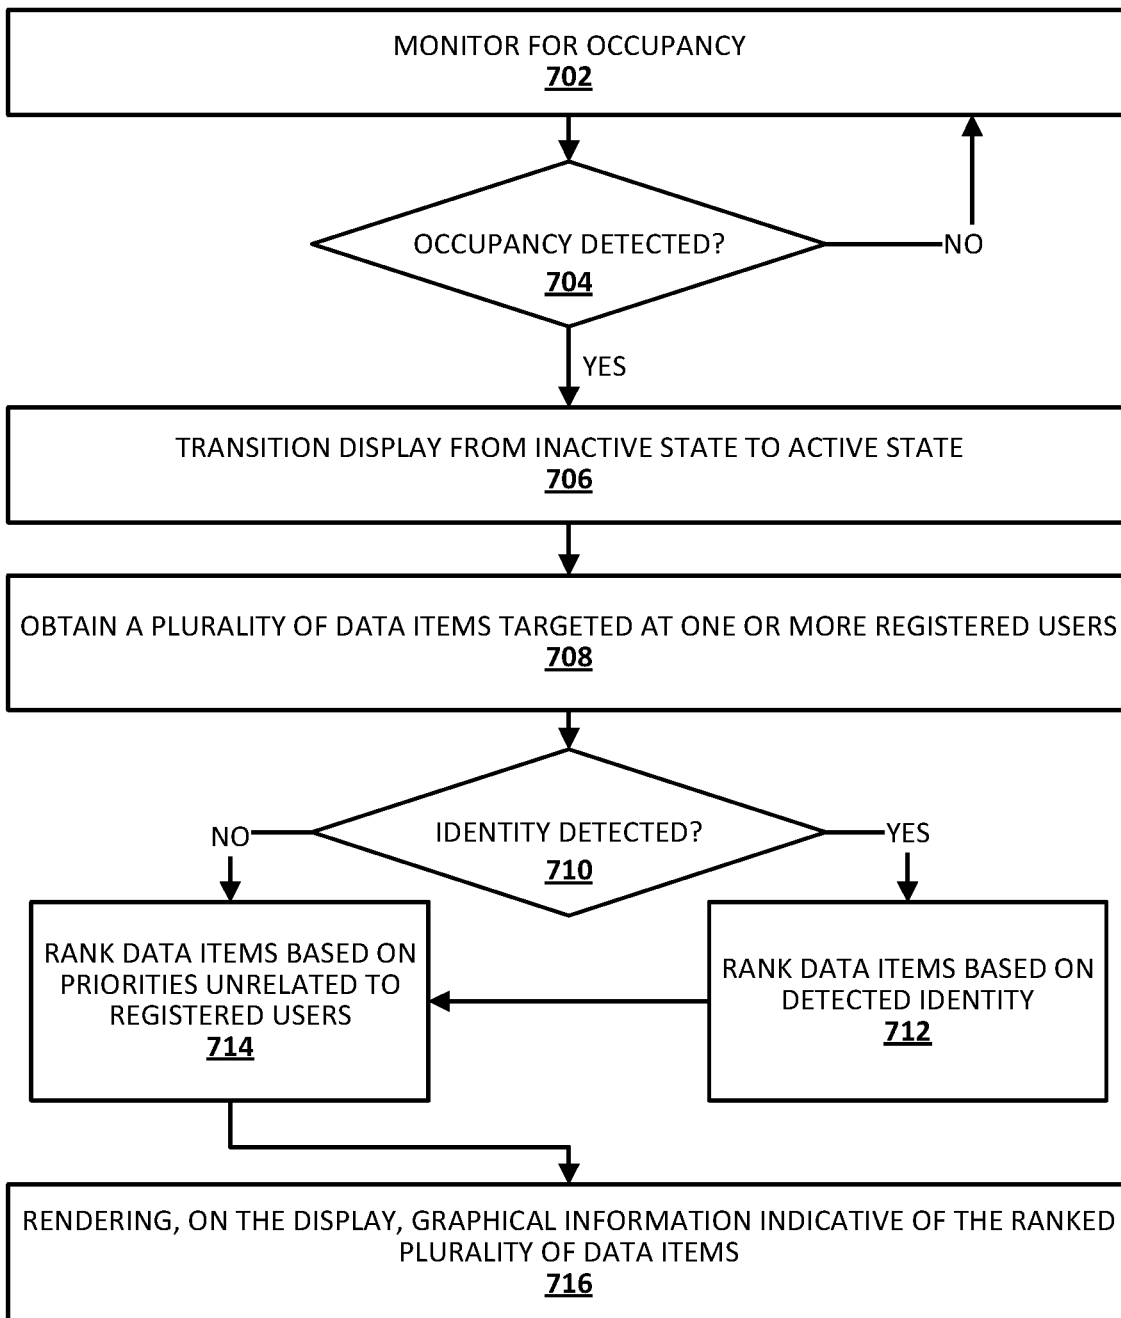 MONITOR FOR OCCUPANCY
702
OCCUPANCY DETECTED?
704
NO
YES
TRANSITION DISPLAY FROM INACTIVE STATE TO ACTIVE STATE
706
OBTAIN A PLURALITY OF DATA ITEMS TARGETED AT ONE OR MORE REGISTERED USERS
708
IDENTITY DETECTED?
710
NO
YES
RANK DATA ITEMS BASED ON
PRIORITIES UNRELATED TO
REGISTERED USERS
714
RANK DATA ITEMS BASED ON
DETECTED IDENTITY
712
RENDERING, ON THE DISPLAY, GRAPHICAL INFORMATION INDICATIVE OF THE RANKED
PLURALITY OF DATA ITEMS
716